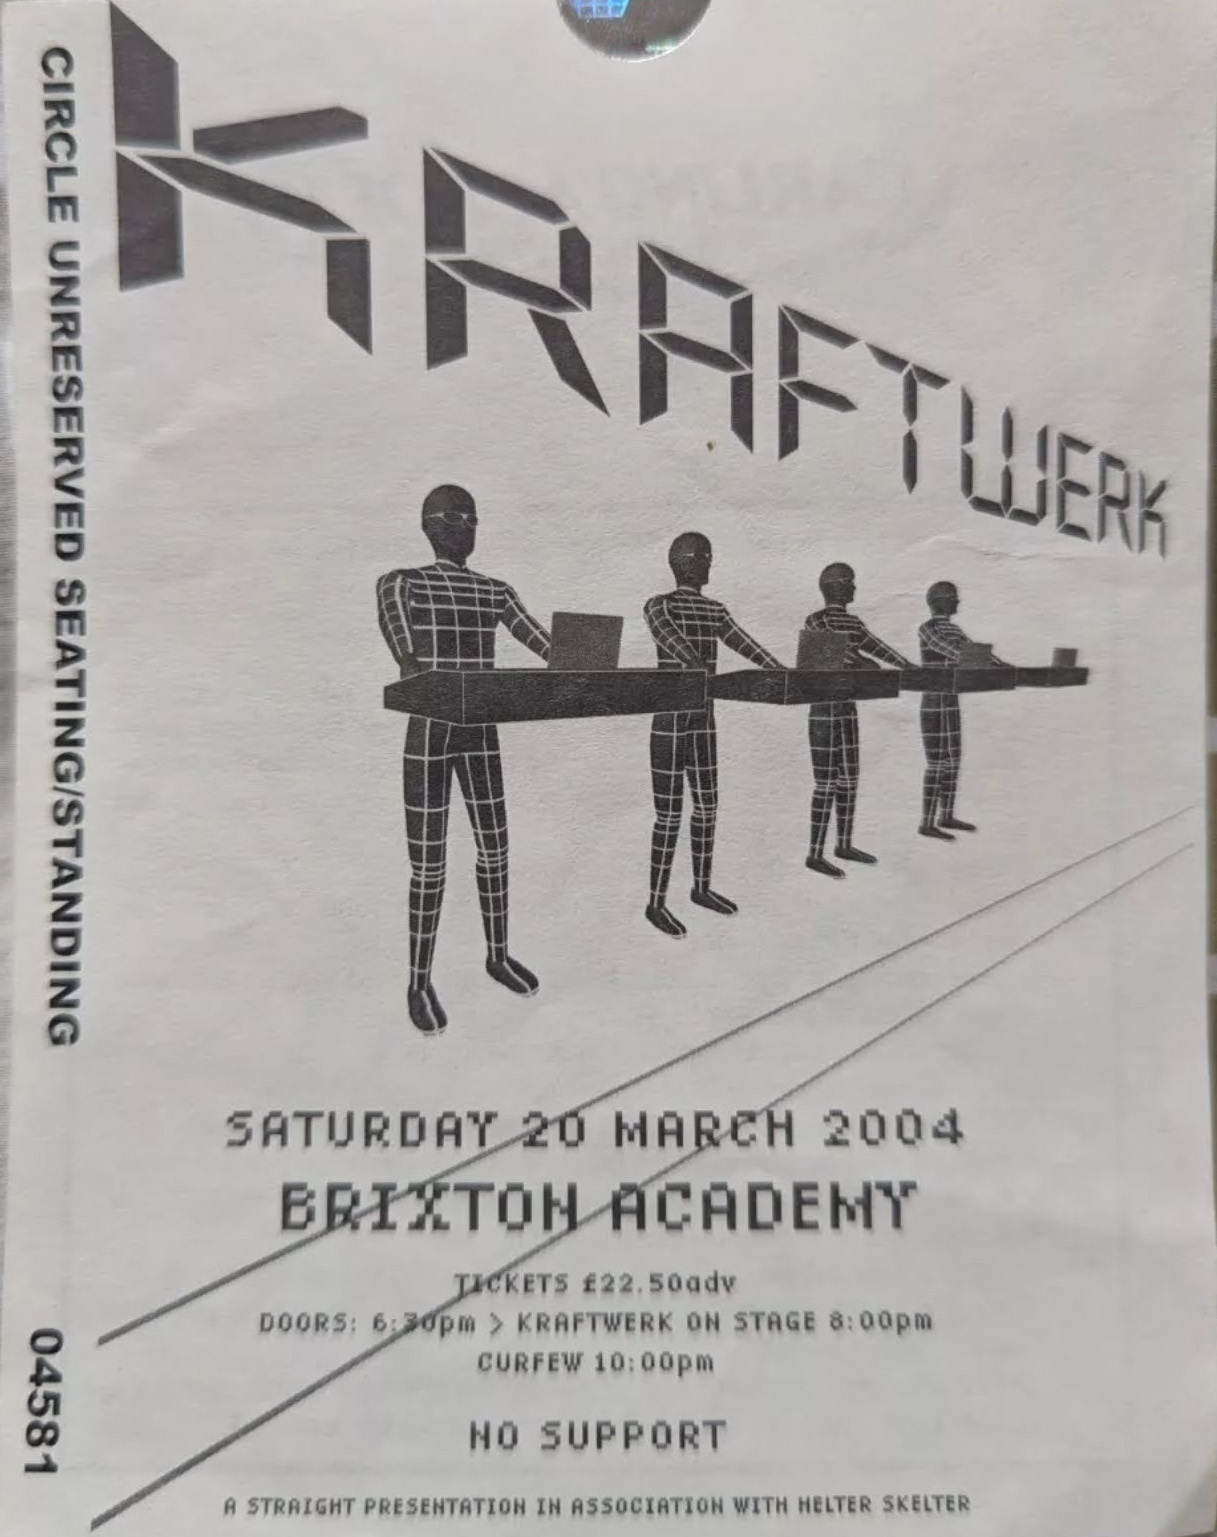 CIRCLE UNRESERVED SEATING/STANDING
KRAFTWERK
SATURDAY 20 MARCH 2004
BRIXTON ACADEMY
TICKETS £22.50adv
DOORS: 6:30pm > KRAFTWERK ON STAGE 8:00pm
CURFEW 10:00pm
NO SUPPORT
A STRAIGHT PRESENTATION IN ASSOCIATION WITH HELTER SKELTER
04581